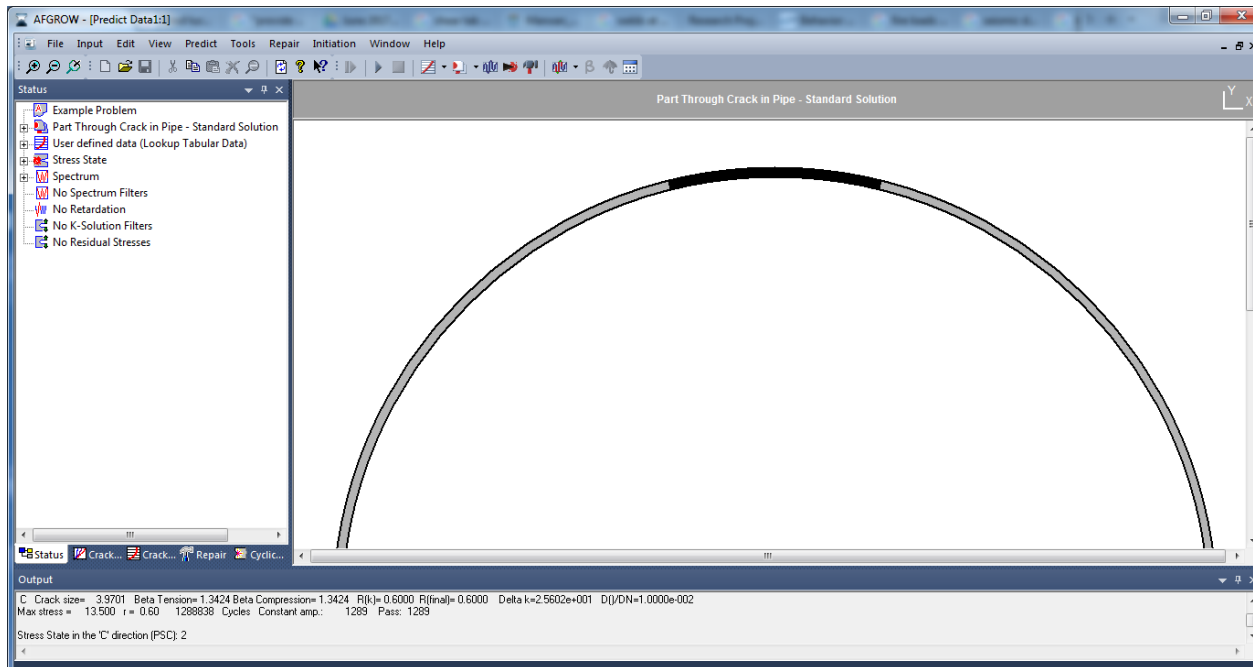 AFGROW - [Predict Data1:1]
File Input Edit View Predict Tools Repair Initiation Window Help
Status
Part Through Crack in Pipe - Standard Solution
Y
X
Example Problem
Part Through Crack in Pipe - Standard Solution
User defined data (Lookup Tabular Data)
Stress State
Spectrum
No Spectrum Filters
No Retardation
No K-Solution Filters
No Residual Stresses
Status Crack... Crack... Repair Cyclic...
Output
C Crack size= 3.9701 Beta Tension= 1.3424 Beta Compression= 1.3424 R(k)= 0.6000 R(final)= 0.6000 Delta k=2.5602e+001 D()/DN=1.0000e-002
Max stress = 13.500 r = 0.60 1288838 Cycles Constant amp.: 1289 Pass: 1289
Stress State in the 'C' direction (PSC): 2